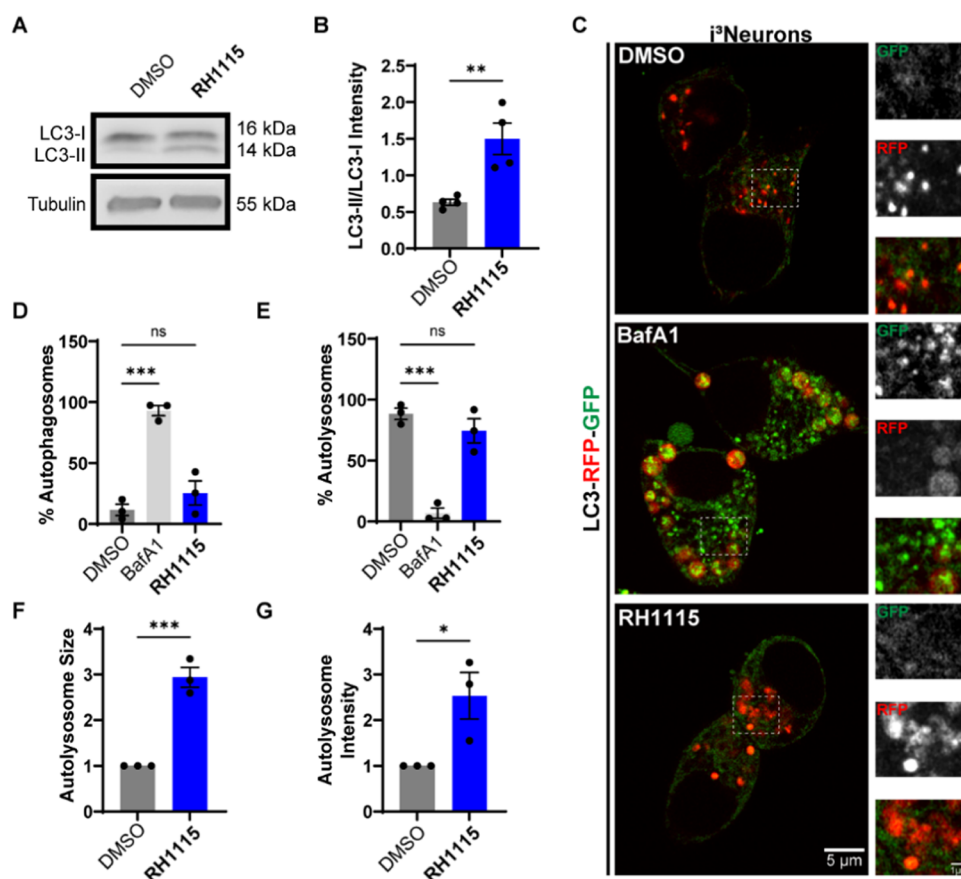 A
DMSO
RH1115
LC3-I
LC3-II
16 kDa
14 kDa
Tubulin
55 kDa
B
LC3-II/LC3-I Intensity
2.5
2.0
1.5
1.0
0.5
0.0
**
DMSO
RH1115
C
i³Neurons
LC3-RFP-GFP
DMSO
GFP
RFP
BafA1
GFP
RFP
RH1115
GFP
RFP
5 µm
1µm
D
% Autophagosomes
150
100
50
0
ns
***
DMSO
BafA1
RH1115
E
% Autolysosomes
150
100
50
0
ns
***
DMSO
BafA1
RH1115
F
Autolysosome Size
4
3
2
1
0
***
DMSO
RH1115
G
Autolysosome
Intensity
4
3
2
1
0
*
DMSO
RH1115